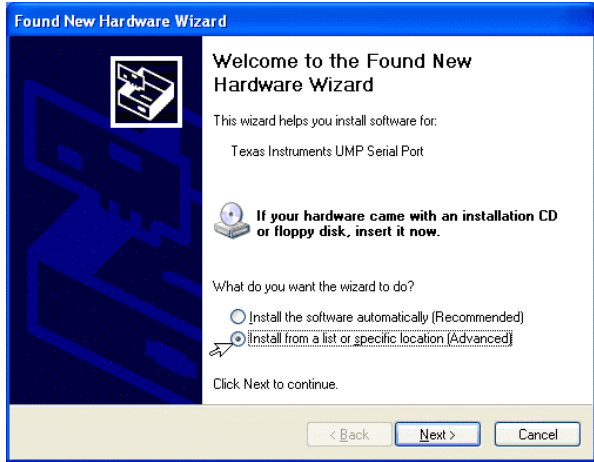 Found New Hardware Wizard
Welcome to the Found New
Hardware Wizard
This wizard helps you install software for:
Texas Instruments UMP Serial Port
If your hardware came with an installation CD
or floppy disk, insert it now.
What do you want the wizard to do?
Install the software automatically (Recommended)
Install from a list or specific location (Advanced)
Click Next to continue.
< Back
Next >
Cancel